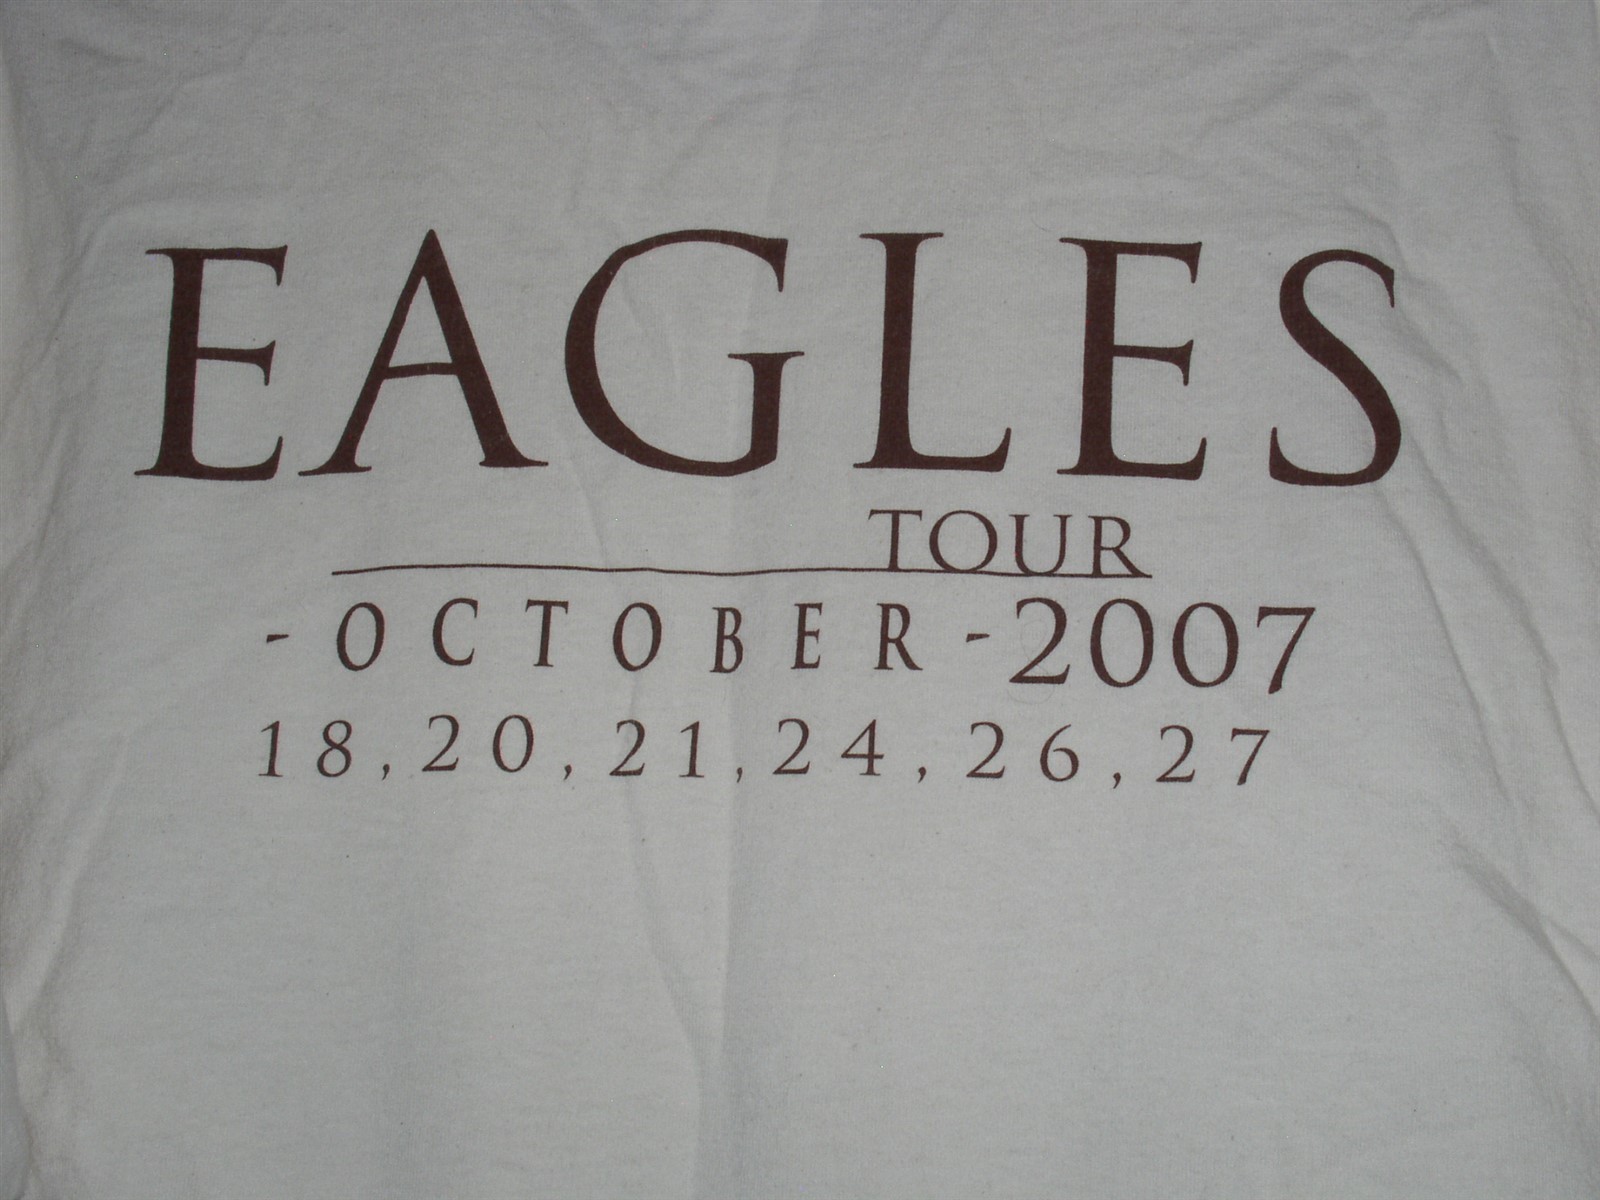 EAGLES
TOUR
- OCTOBER - 2007
18, 20, 21, 24, 26, 27